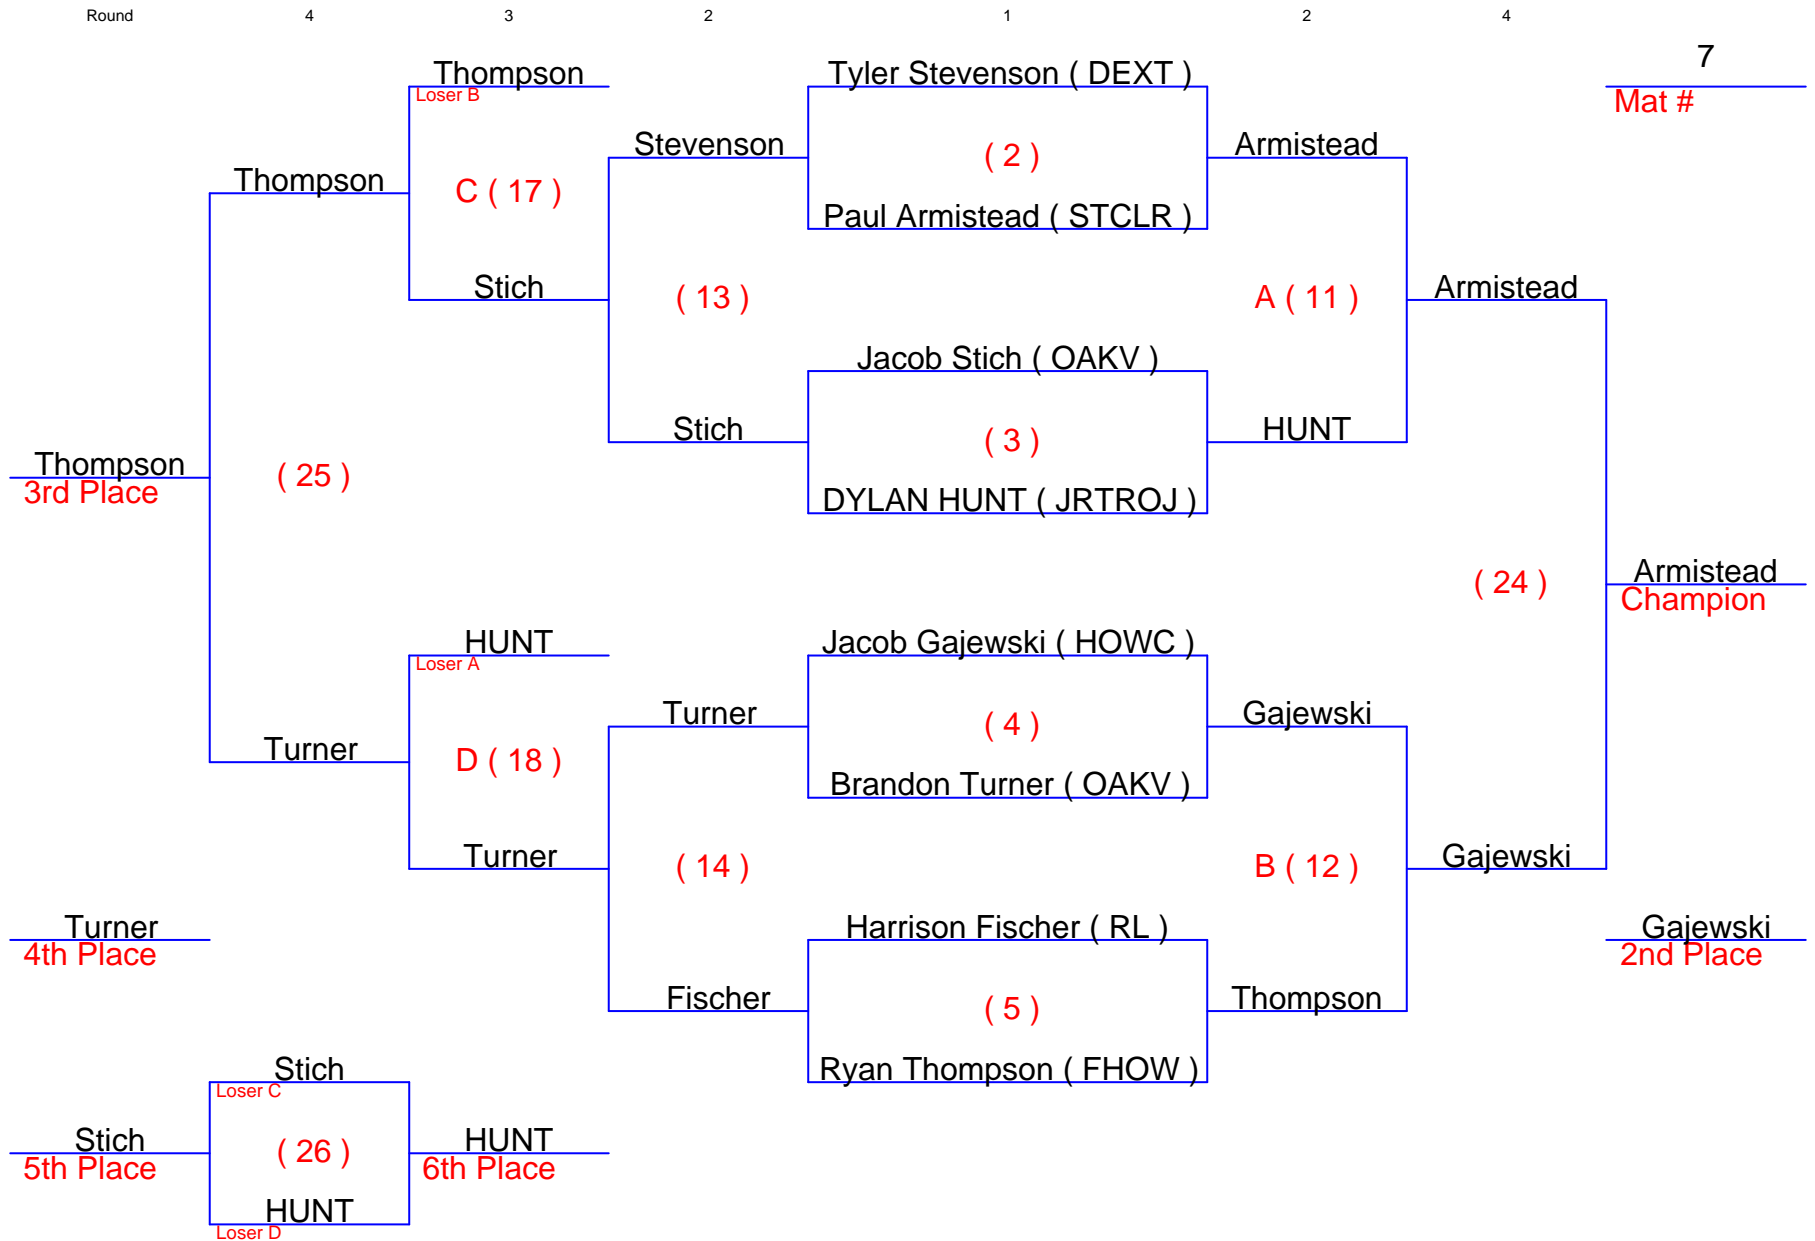 Round 4 3 2 1 2 4
7
Thompson Tyler Stevenson ( DEXT )
Loser B Mat #
Stevenson ( 2 ) Armistead
Thompson C ( 17 )
Paul Armistead ( STCLR )
Stich ( 13 ) A ( 11 ) Armistead
Jacob Stich ( OAKV )
Stich ( 3 ) HUNT
Thompson ( 25 )
3rd Place
DYLAN HUNT ( JRTROJ )
( 24 ) Armistead
Champion
HUNT Jacob Gajewski ( HOWC )
Loser A
Turner ( 4 ) Gajewski
Turner D ( 18 )
Brandon Turner ( OAKV )
Turner ( 14 ) B ( 12 ) Gajewski
Turner Harrison Fischer ( RL ) Gajewski
4th Place 2nd Place
Fischer ( 5 ) Thompson
Stich Ryan Thompson ( FHOW )
Loser C
Stich ( 26 ) HUNT
5th Place 6th Place
HUNT
Loser D